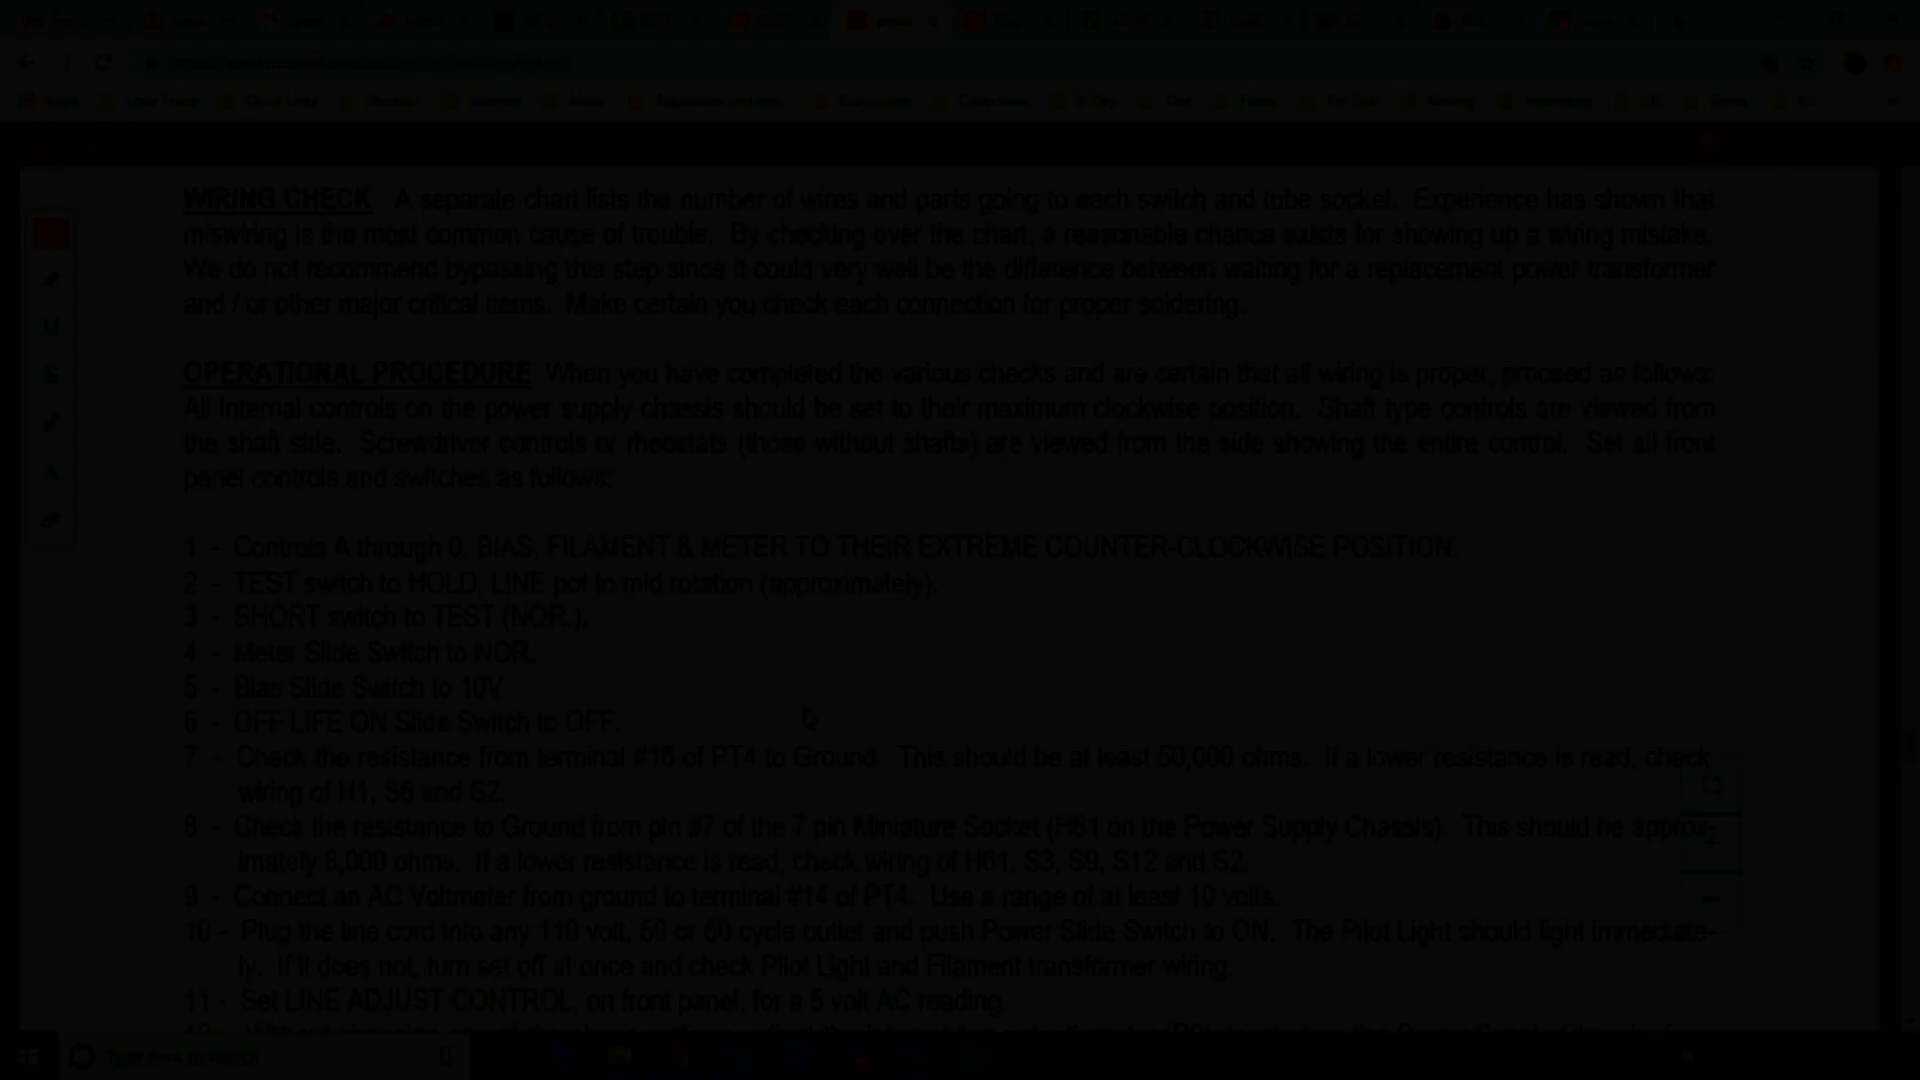 WIRING CHECK A separate chart lists the number of wires and parts going to each switch and tube socket. Experience has shown that
miswiring is the most common cause of trouble. By checking over the chart, a reasonable chance exists for showing up a wiring mistake.
We do not recommend bypassing this step since it could very well be the difference between waiting for a replacement power transformer
and / or other major critical items. Make certain you check each connection for proper soldering.
OPERATIONAL PROCEDURE When you have completed the various checks and are certain that all wiring is proper, proceed as follows:
All internal controls on the power supply chassis should be set to their maximum clockwise position. Shaft type controls are viewed from
the shaft side. Screwdriver controls or rheostats (those without shafts) are viewed from the side showing the entire control. Set all front
panel controls and switches as follows:
1 - Controls A through 0, BIAS, FILAMENT & METER TO THEIR EXTREME COUNTER-CLOCKWISE POSITION.
2 - TEST switch to HOLD, LINE pot to mid rotation (approximately).
3 - SHORT switch to TEST (NOR.).
4 - Meter Slide Switch to NOR.
5 - Bias Slide Switch to 10V.
6 - OFF LIFE ON Slide Switch to OFF.
7 - Check the resistance from terminal #16 of PT4 to Ground. This should be at least 50,000 ohms. If a lower resistance is read, check
wiring of H1, S6 and S2.
8 - Check the resistance to Ground from pin #7 of the 7 pin Miniature Socket (H61 on the Power Supply Chassis). This should be approx-
imately ohms. If a lower resistance is read, check wiring of H61, S3, S9, S12 and S2.
9 - Connect an AC Voltmeter from ground to terminal #14 of PT4. Use a range of at least 10 volts.
10 - Plug the line cord into any 110 volt, 50 or 60 cycle outlet and push Power Slide Switch to ON. The Pilot Light should light immediate-
ly. If it does not, turn set off at once and check Pilot Light and Filament transformer wiring.
11 - Set LINE ADJUST CONTROL, on front panel, for a 5 volt AC reading.
Type here to search